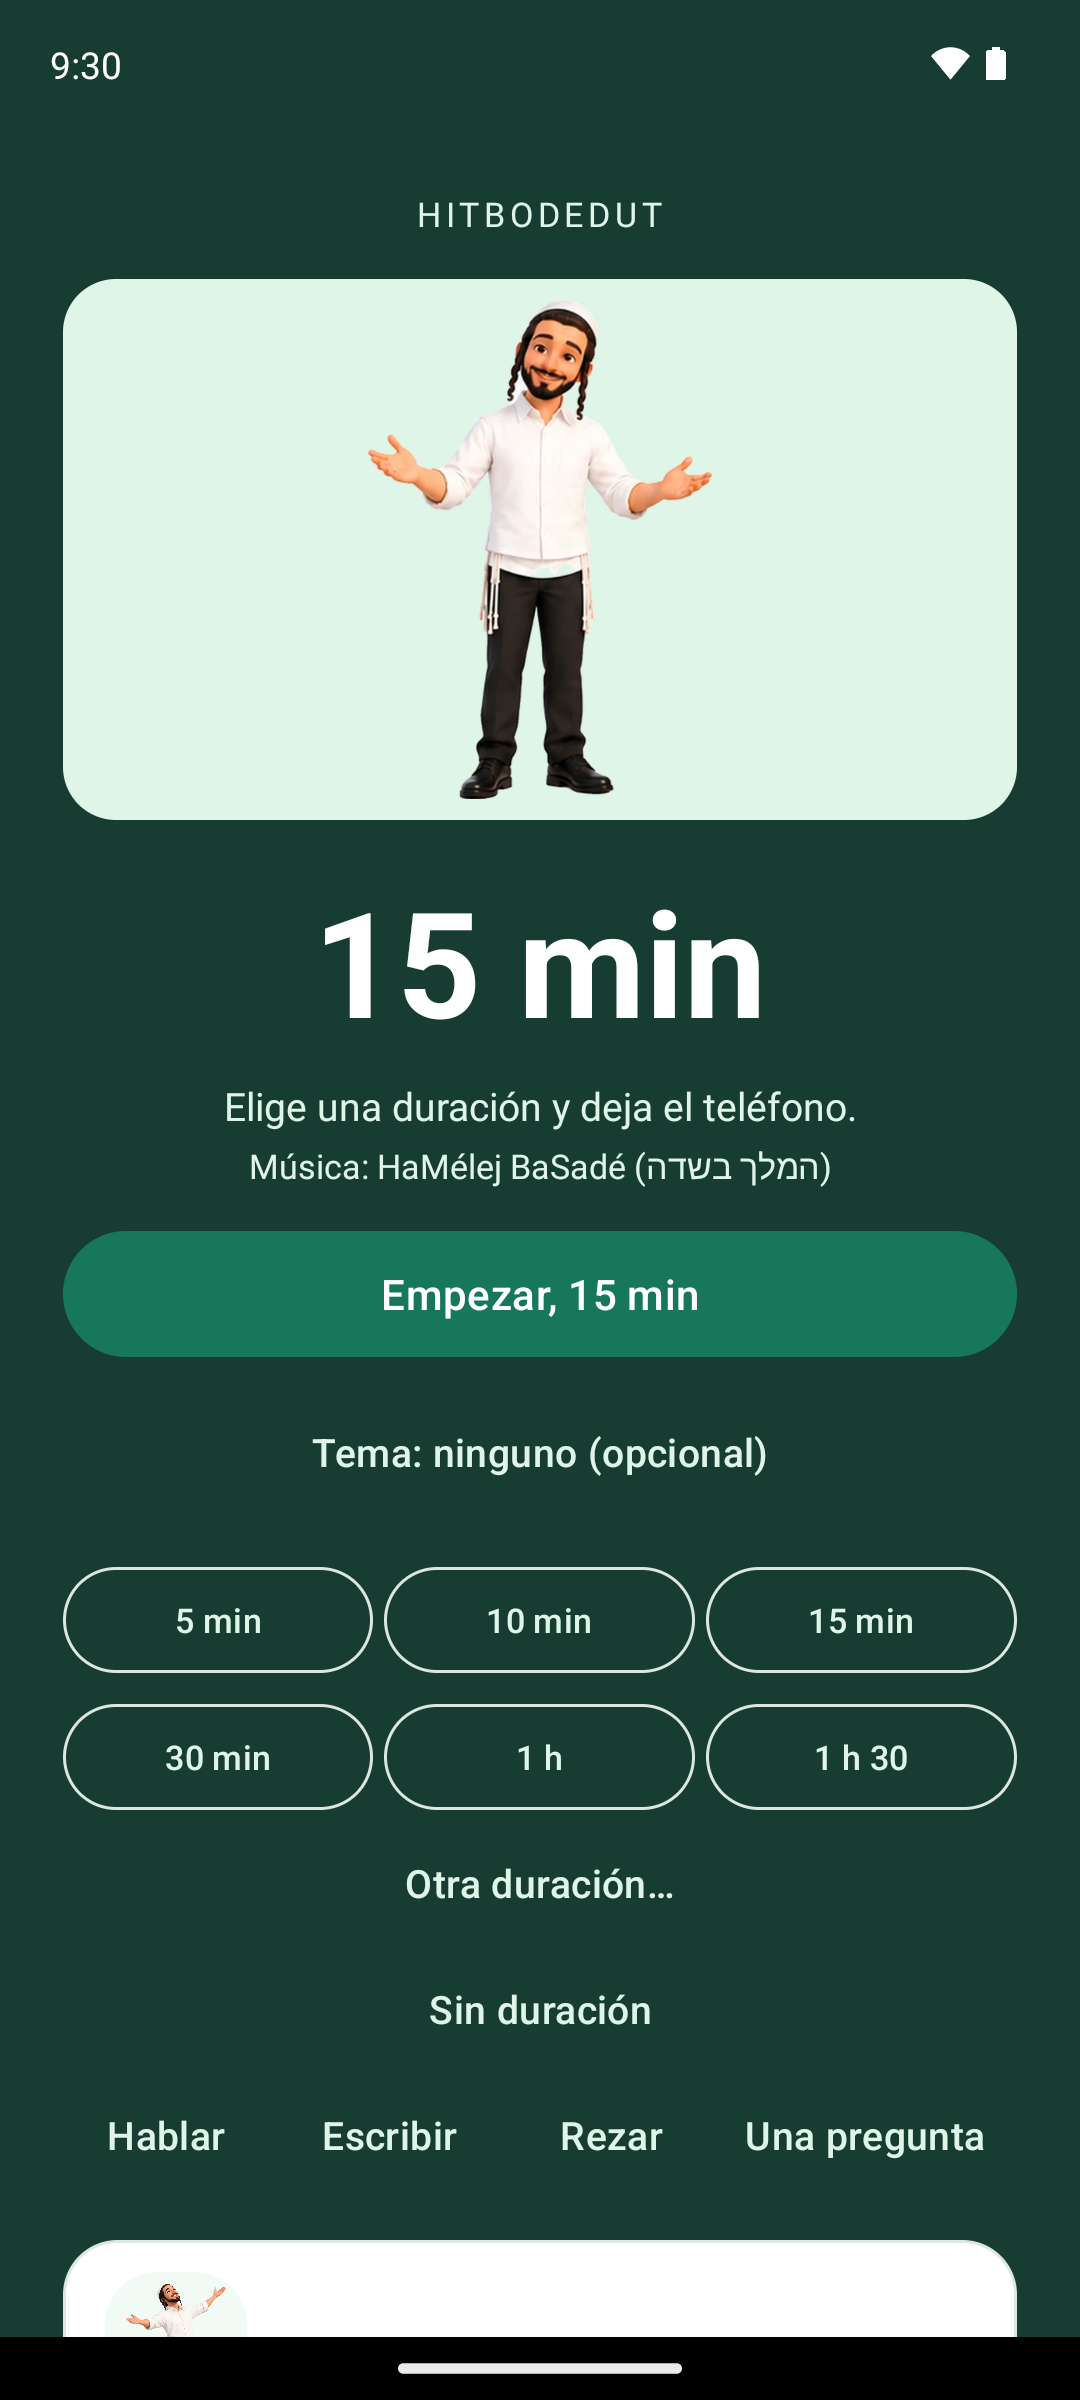 9:30
HITBODEDUT
15 min
Elige una duración y deja el teléfono.
Música: HaMélej BaSadé (המלך בשדה)
Empezar, 15 min
Tema: ninguno (opcional)
5 min
10 min
15 min
30 min
1 h
1 h 30
Otra duración…
Sin duración
Hablar
Escribir
Rezar
Una pregunta